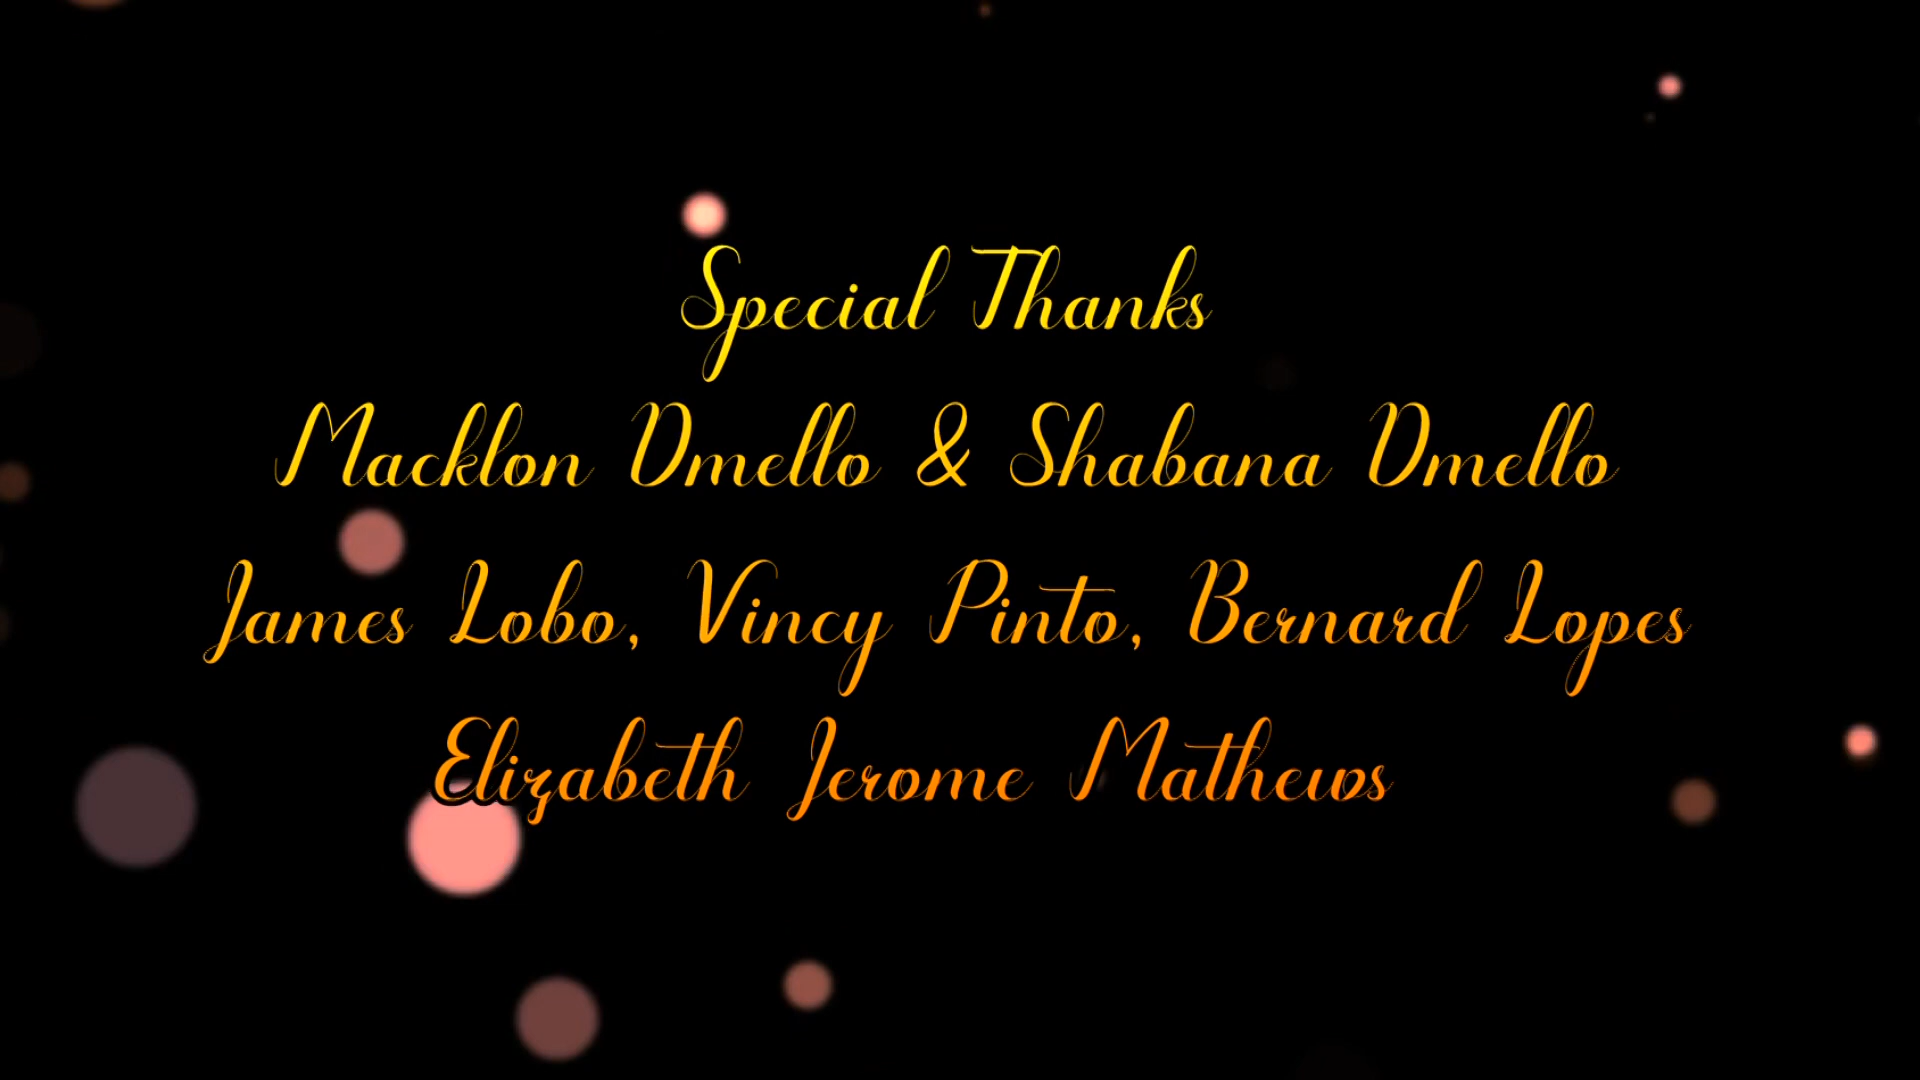 Special Thanks
Macklon Dmello & Shabana Dmello
James Lobo, Vincy Pinto, Bernard Lopes
Elizabeth Jerome Mathews